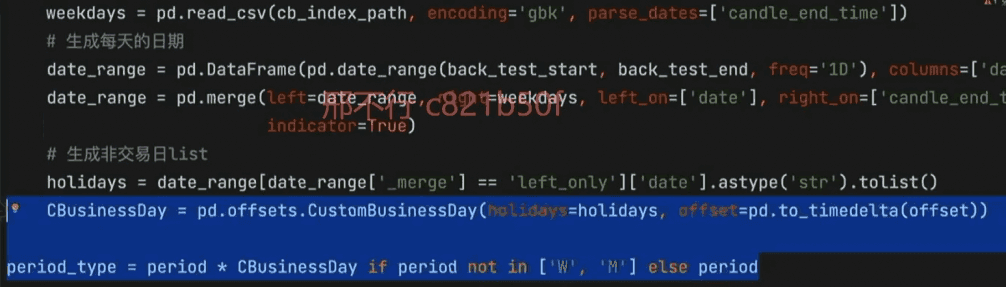 weekdays = pd.read_csv(cb_index_path, encoding='gbk', parse_dates=['candle_end_time'])
# 生成每天的日期
date_range = pd.DataFrame(pd.date_range(back_test_start, back_test_end, freq='1D'), columns=['da
date_range = pd.merge(left=date_range, right=weekdays, left_on=['date'], right_on=['candle_end_t
indicator=True)
邢不行 c821b50f
# 生成非交易日list
holidays = date_range[date_range['_merge'] == 'left_only']['date'].astype('str').tolist()
CBusinessDay = pd.offsets.CustomBusinessDay(holidays=holidays, offset=pd.to_timedelta(offset))
period_type = period * CBusinessDay if period not in ['W', 'M'] else period